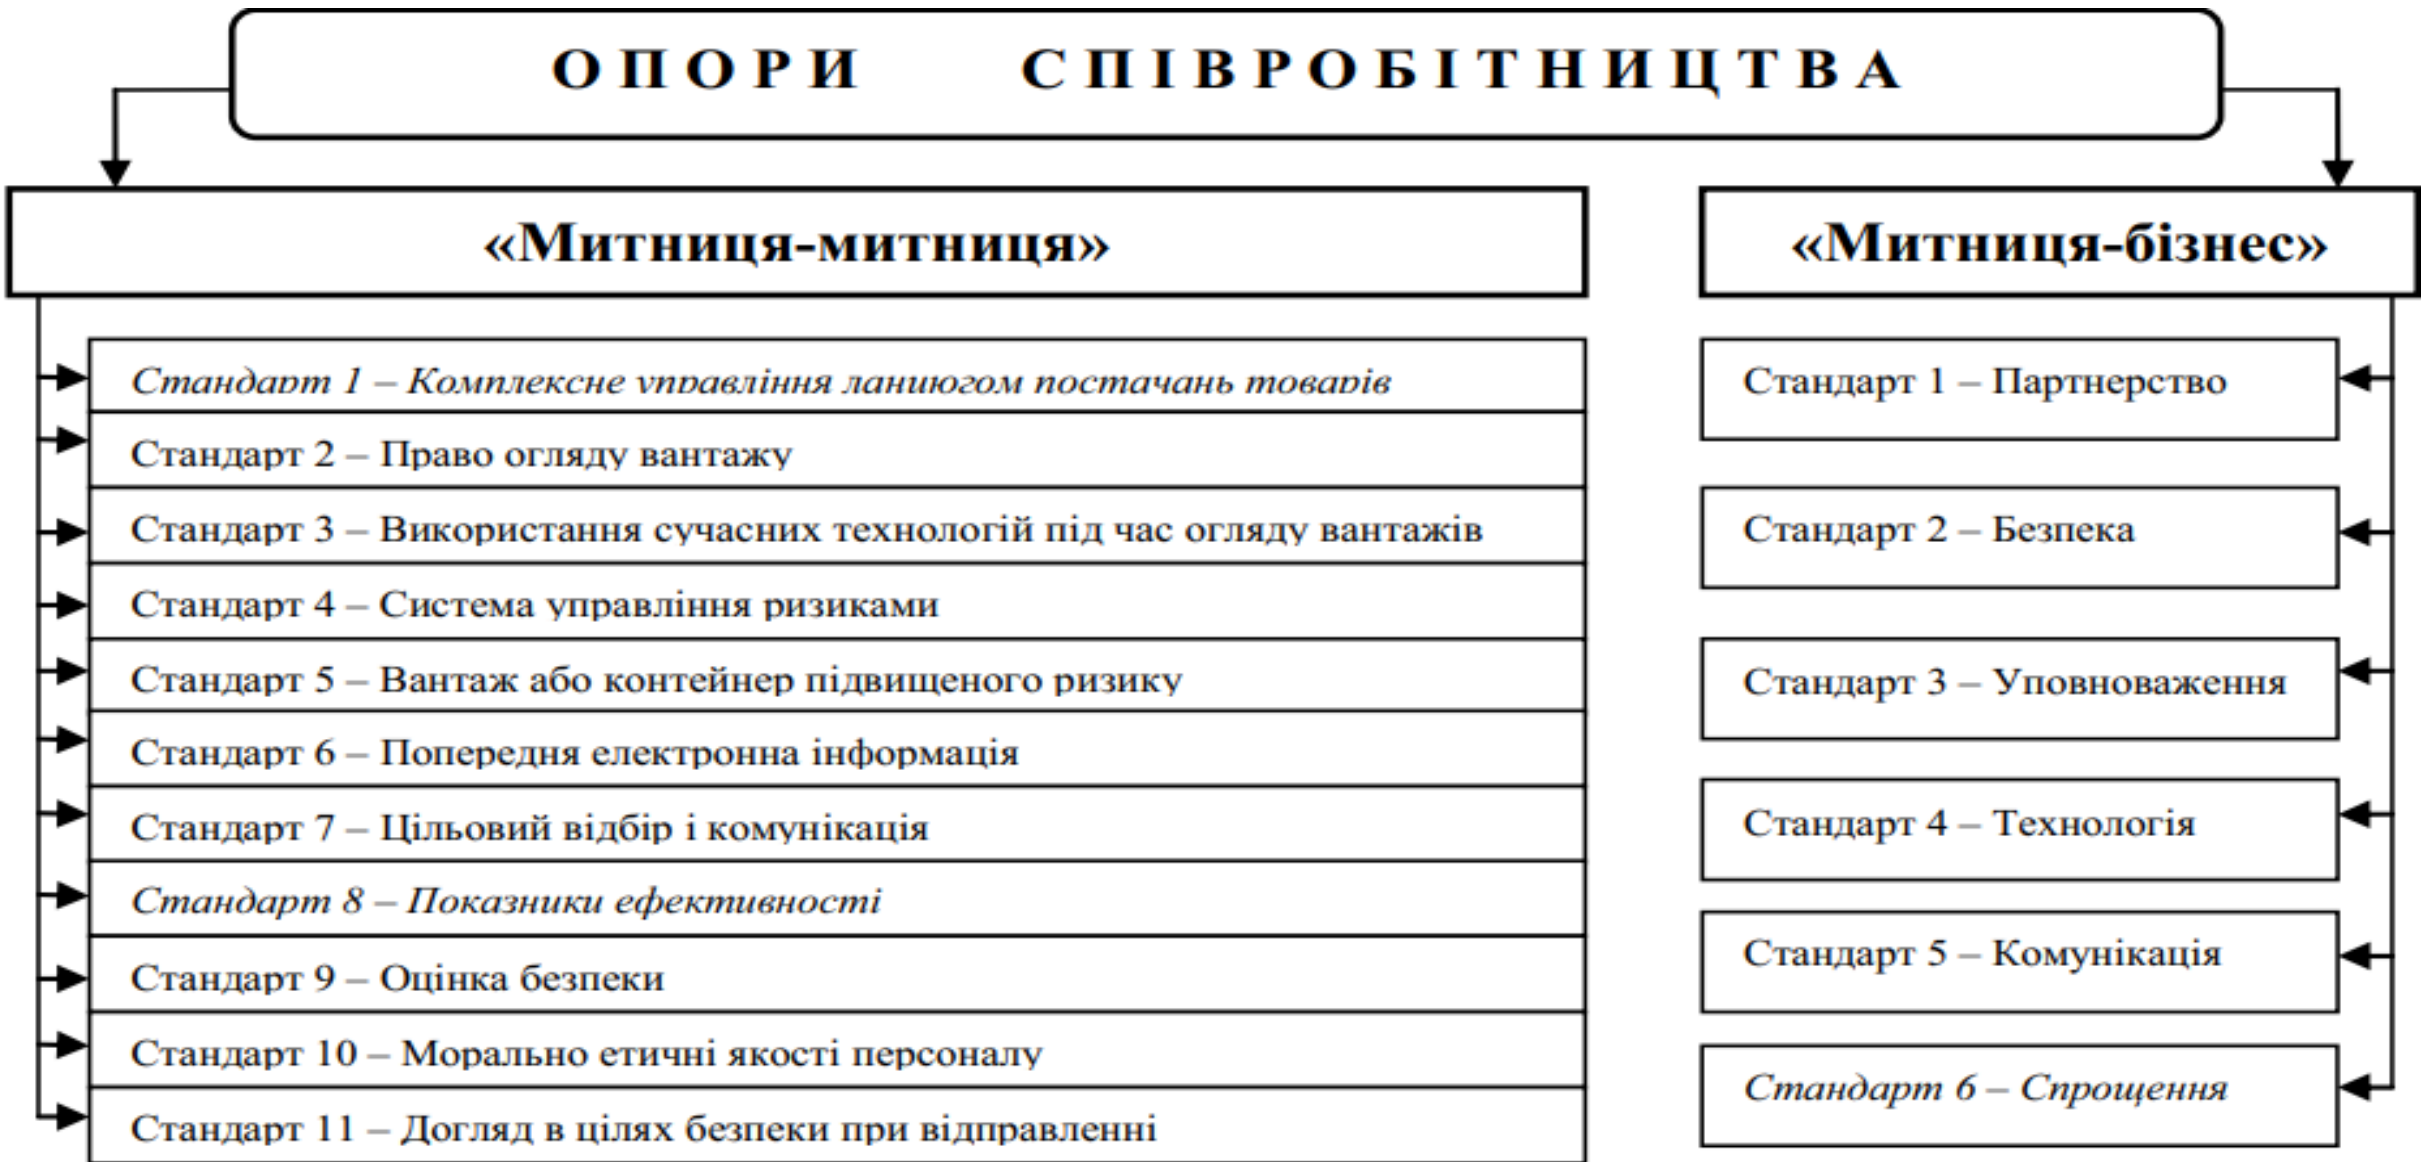 ОПОРИ СПІВРОБІТНИЦТВА
«Митниця-митниця»
Стандарт 1 – Комплексне управління ланцюгом постачань товарів
Стандарт 2 – Право огляду вантажу
Стандарт 3 – Використання сучасних технологій під час огляду вантажів
Стандарт 4 – Система управління ризиками
Стандарт 5 – Вантаж або контейнер підвищеного ризику
Стандарт 6 – Попередня електронна інформація
Стандарт 7 – Цільовий відбір і комунікація
Стандарт 8 – Показники ефективності
Стандарт 9 – Оцінка безпеки
Стандарт 10 – Морально етичні якості персоналу
Стандарт 11 – Догляд в цілях безпеки при відправленні
«Митниця-бізнес»
Стандарт 1 – Партнерство
Стандарт 2 – Безпека
Стандарт 3 – Уповноваження
Стандарт 4 – Технологія
Стандарт 5 – Комунікація
Стандарт 6 – Спрощення